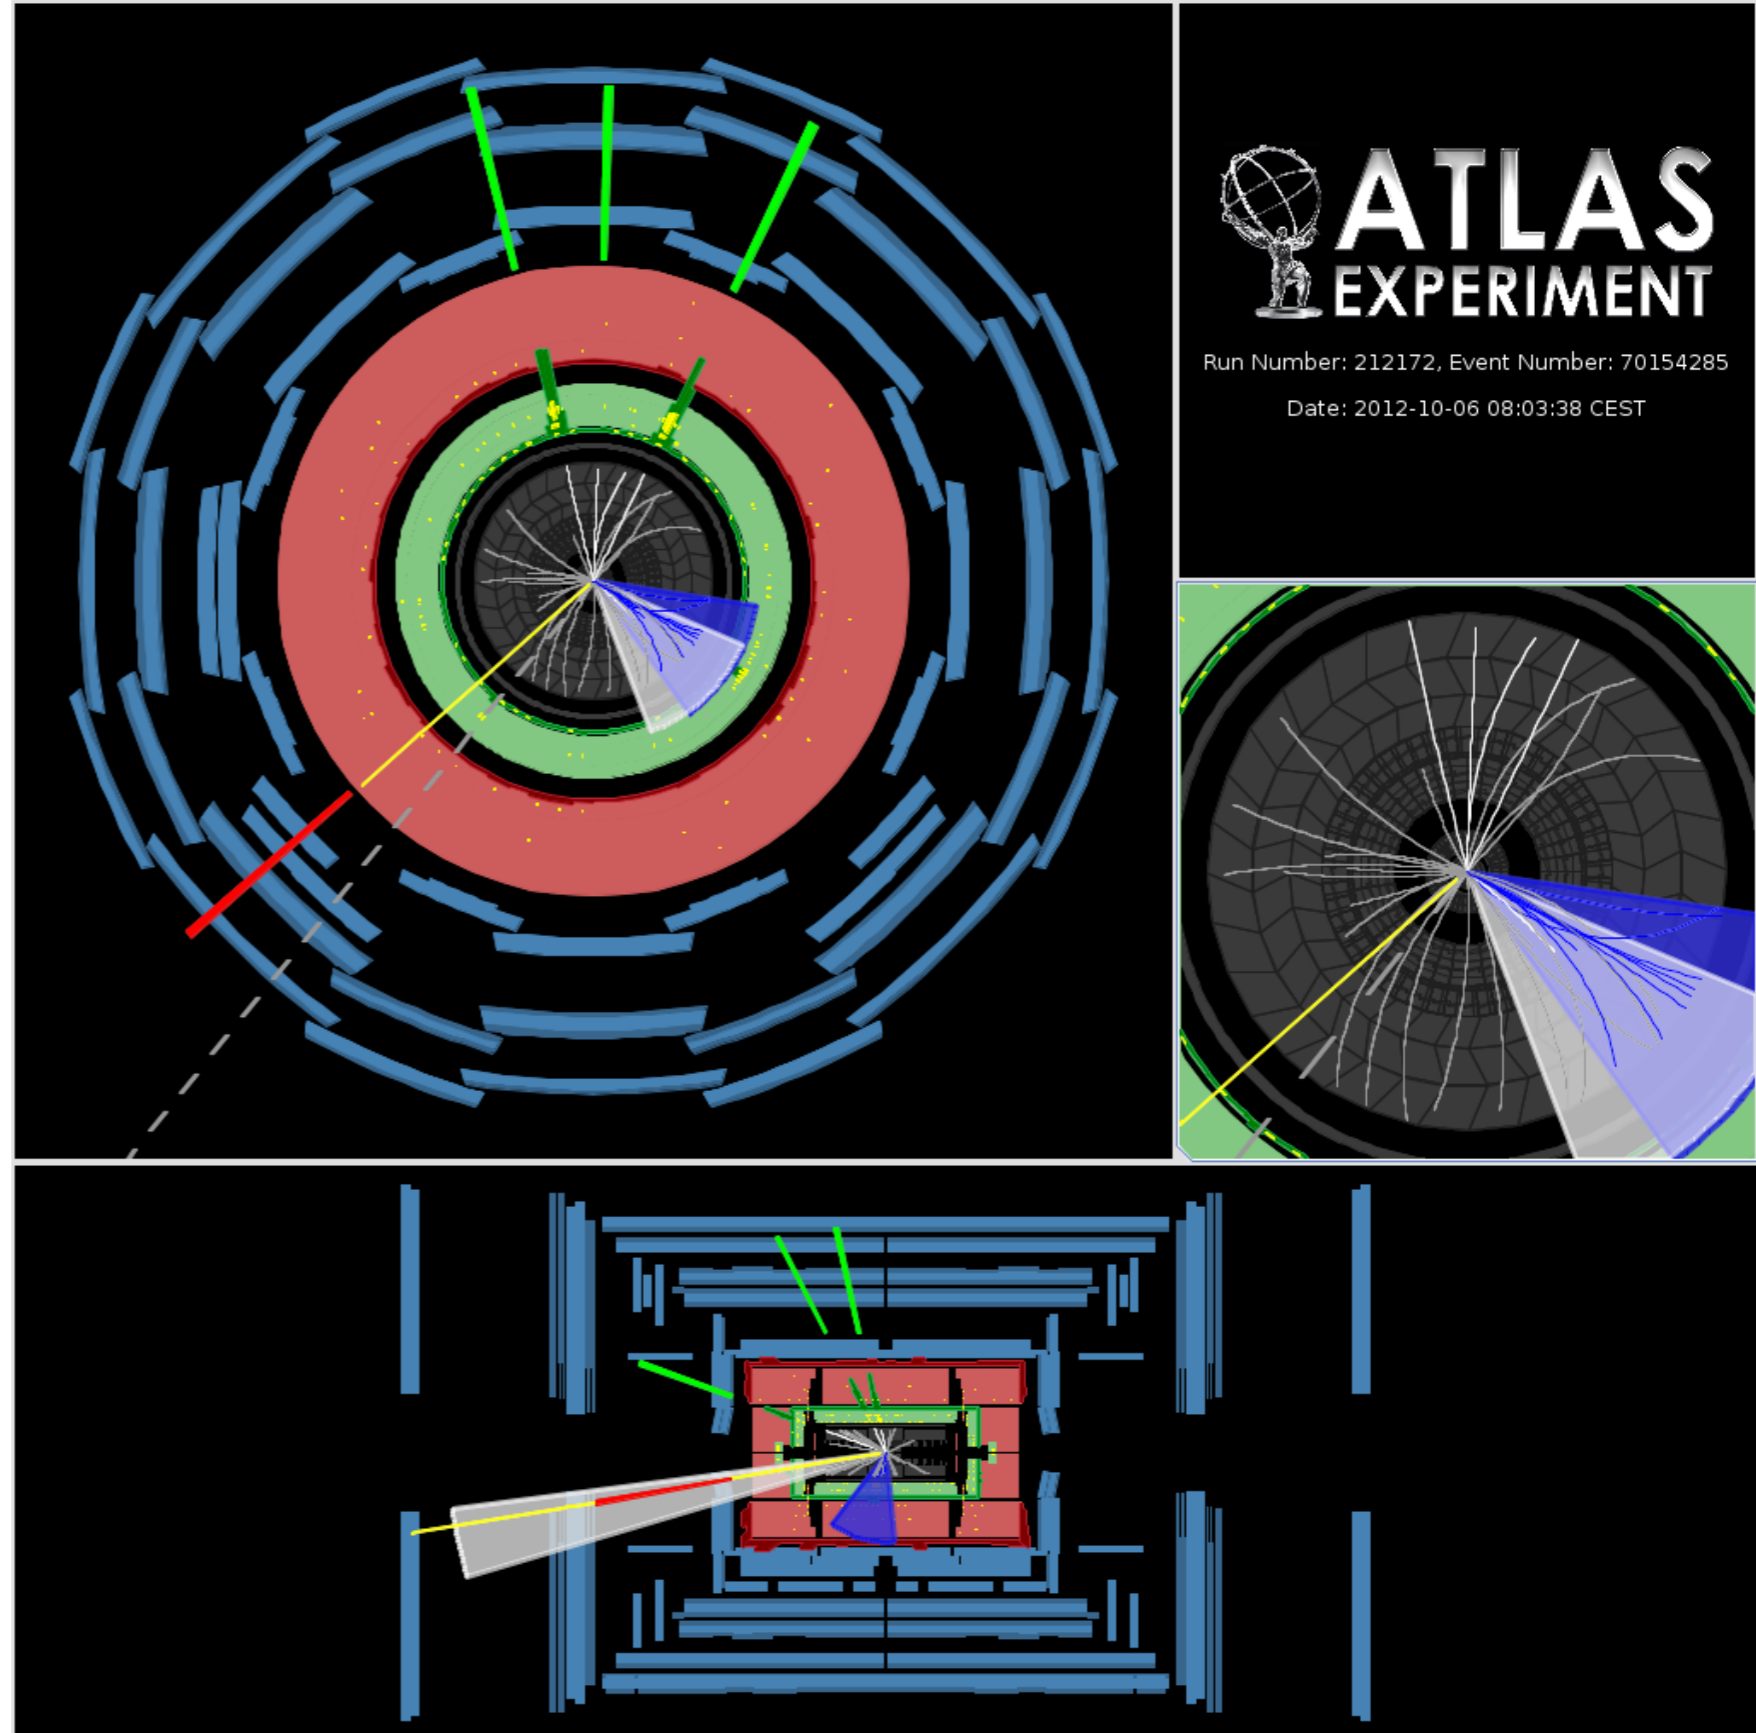 ATLAS
EXPERIMENT
Run Number: 212172, Event Number: 70154285
Date: 2012-10-06 08:03:38 CEST